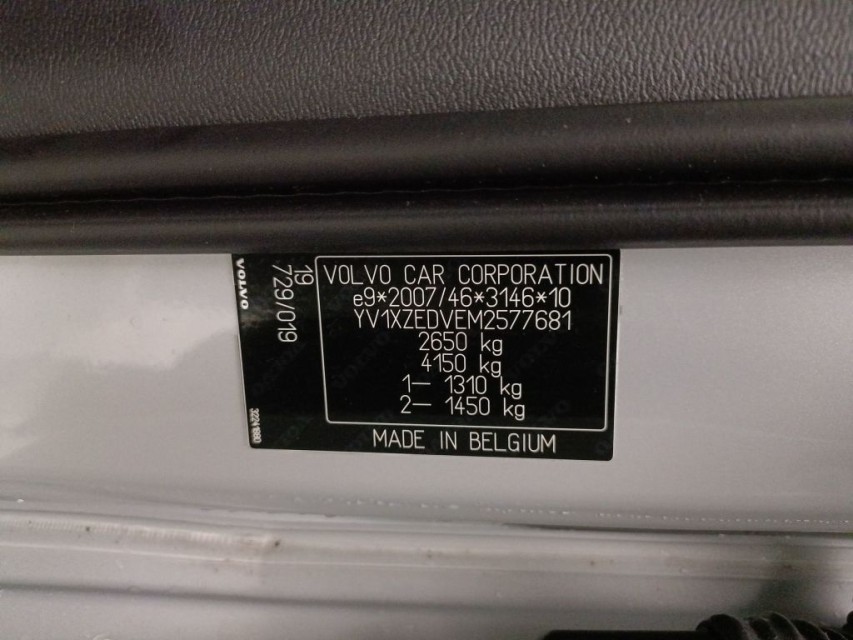 VOLVO
19
729/019
VOLVO CAR CORPORATION
e9*2007/46*3146*10
YV1XZEDVEM2577681
2650 kg
4150 kg
1– 1310 kg
2– 1450 kg
MADE IN BELGIUM